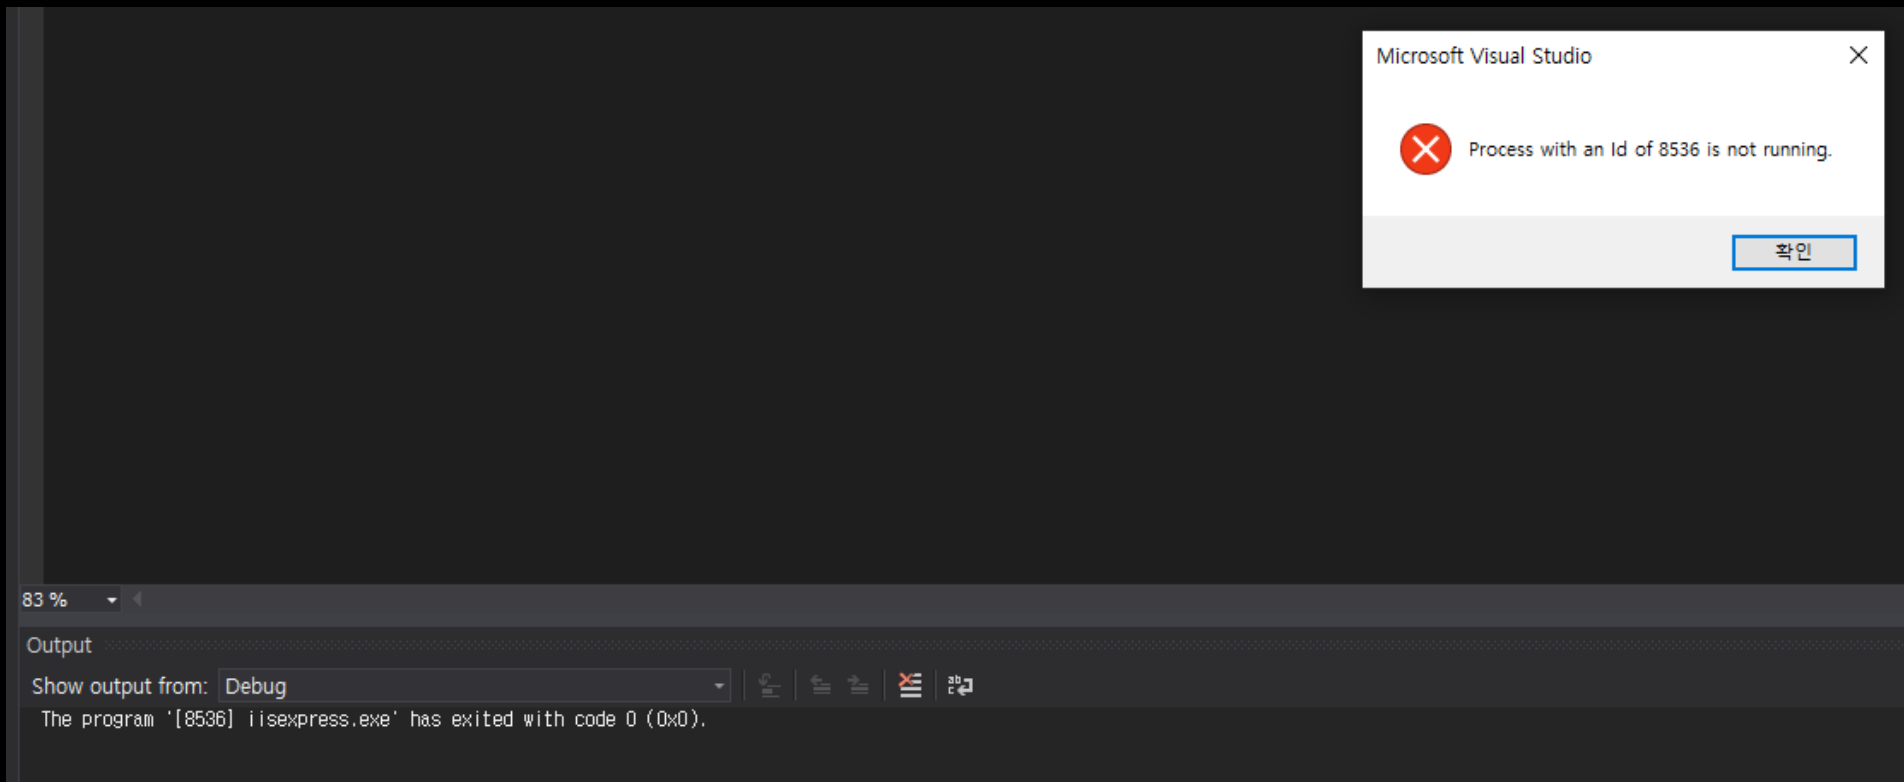 Microsoft Visual Studio
Process with an Id of 8536 is not running.
확인
83 %
Output
Show output from: Debug
The program '[8536] iisexpress.exe' has exited with code 0 (0x0).